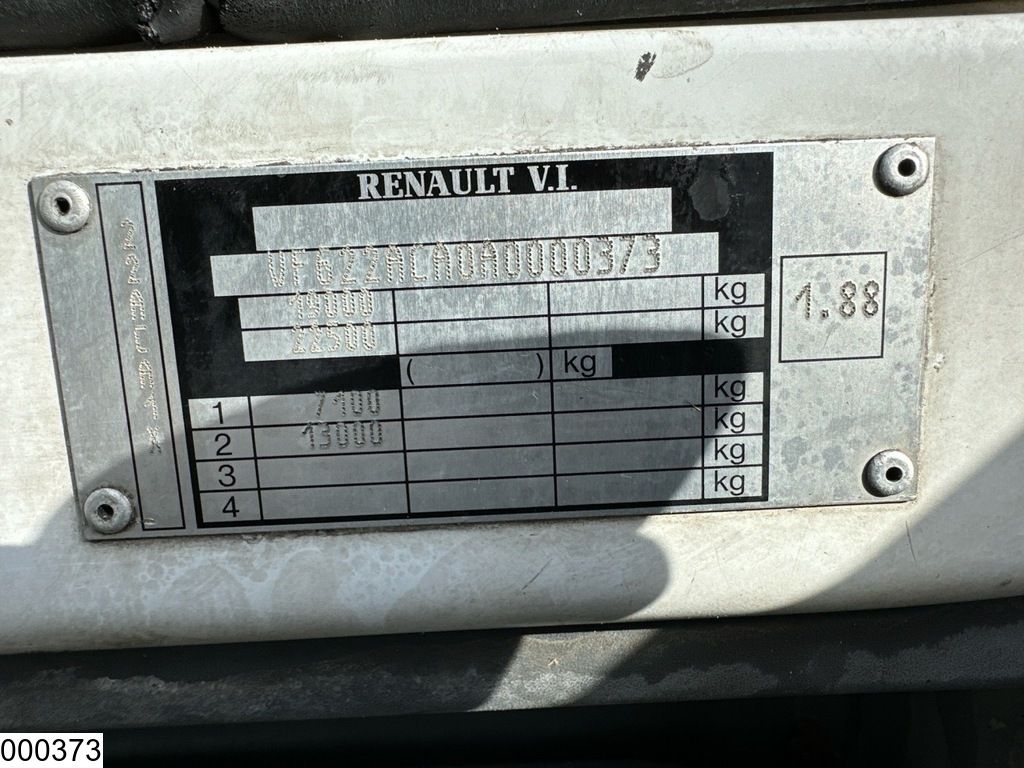 RENAULT V.I.
VF622ACA0A0000373
19000 kg
22500 kg
( ) kg
1 7100 kg
2 13000 kg
3 kg
4 kg
1.88
000373